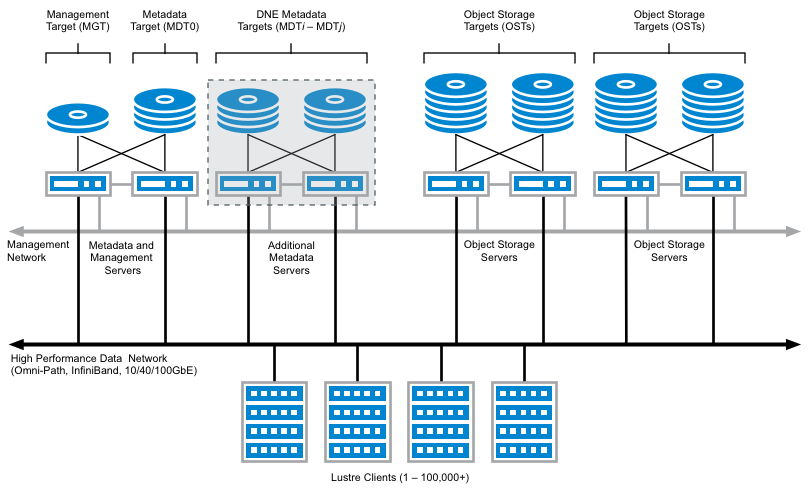 Management
Target (MGT)
Metadata
Target (MDT0)
DNE Metadata
Targets (MDTi – MDTj)
Object Storage
Targets (OSTs)
Object Storage
Targets (OSTs)
Management
Network
Metadata and
Management
Servers
Additional
Metadata
Servers
Object Storage
Servers
Object Storage
Servers
High Performance Data Network
(Omni-Path, InfiniBand, 10/40/100GbE)
Lustre Clients (1 – 100,000+)